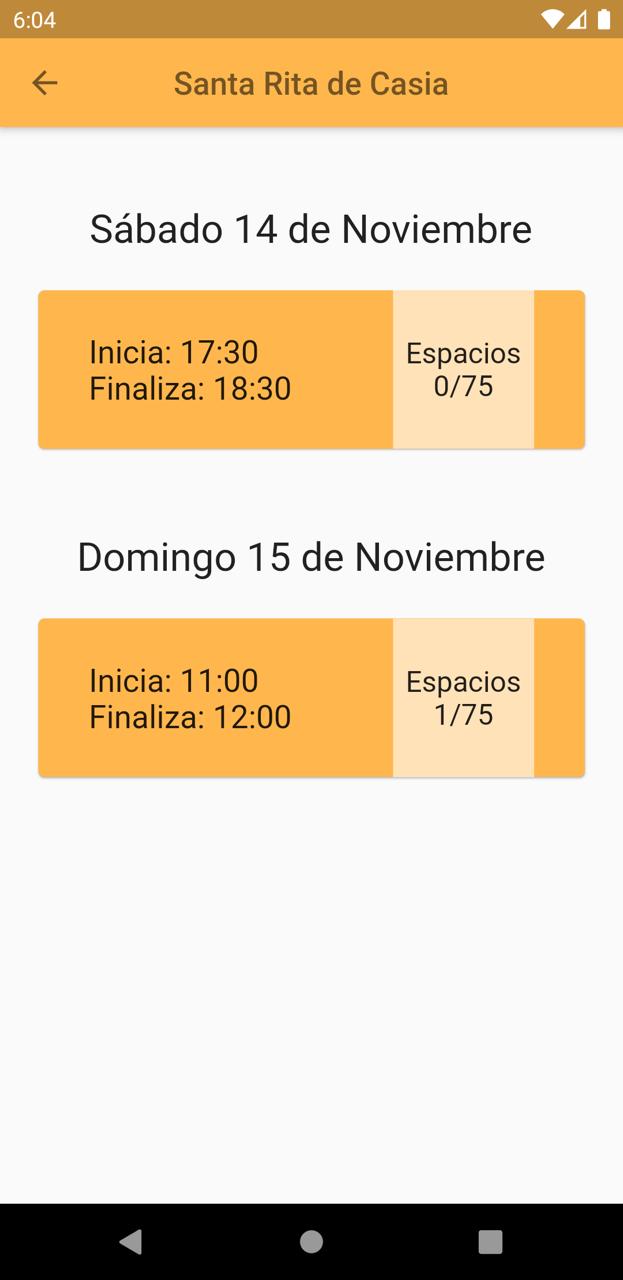 6:04
Santa Rita de Casia
Sábado 14 de Noviembre
Inicia: 17:30
Finaliza: 18:30
Espacios
0/75
Domingo 15 de Noviembre
Inicia: 11:00
Finaliza: 12:00
Espacios
1/75